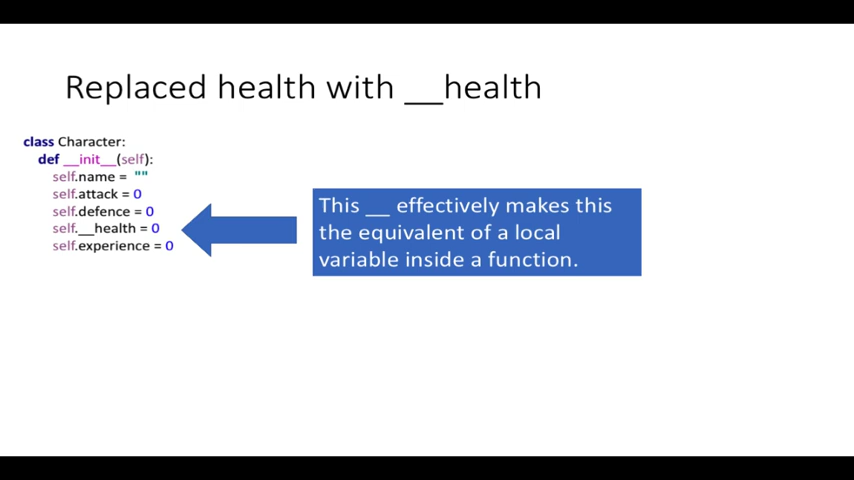 Replaced health with __health
class Character:
def __init__(self):
self.name = ""
self.attack = 0
self.defence = 0
self.__health = 0
self.experience = 0
This __ effectively makes this
the equivalent of a local
variable inside a function.